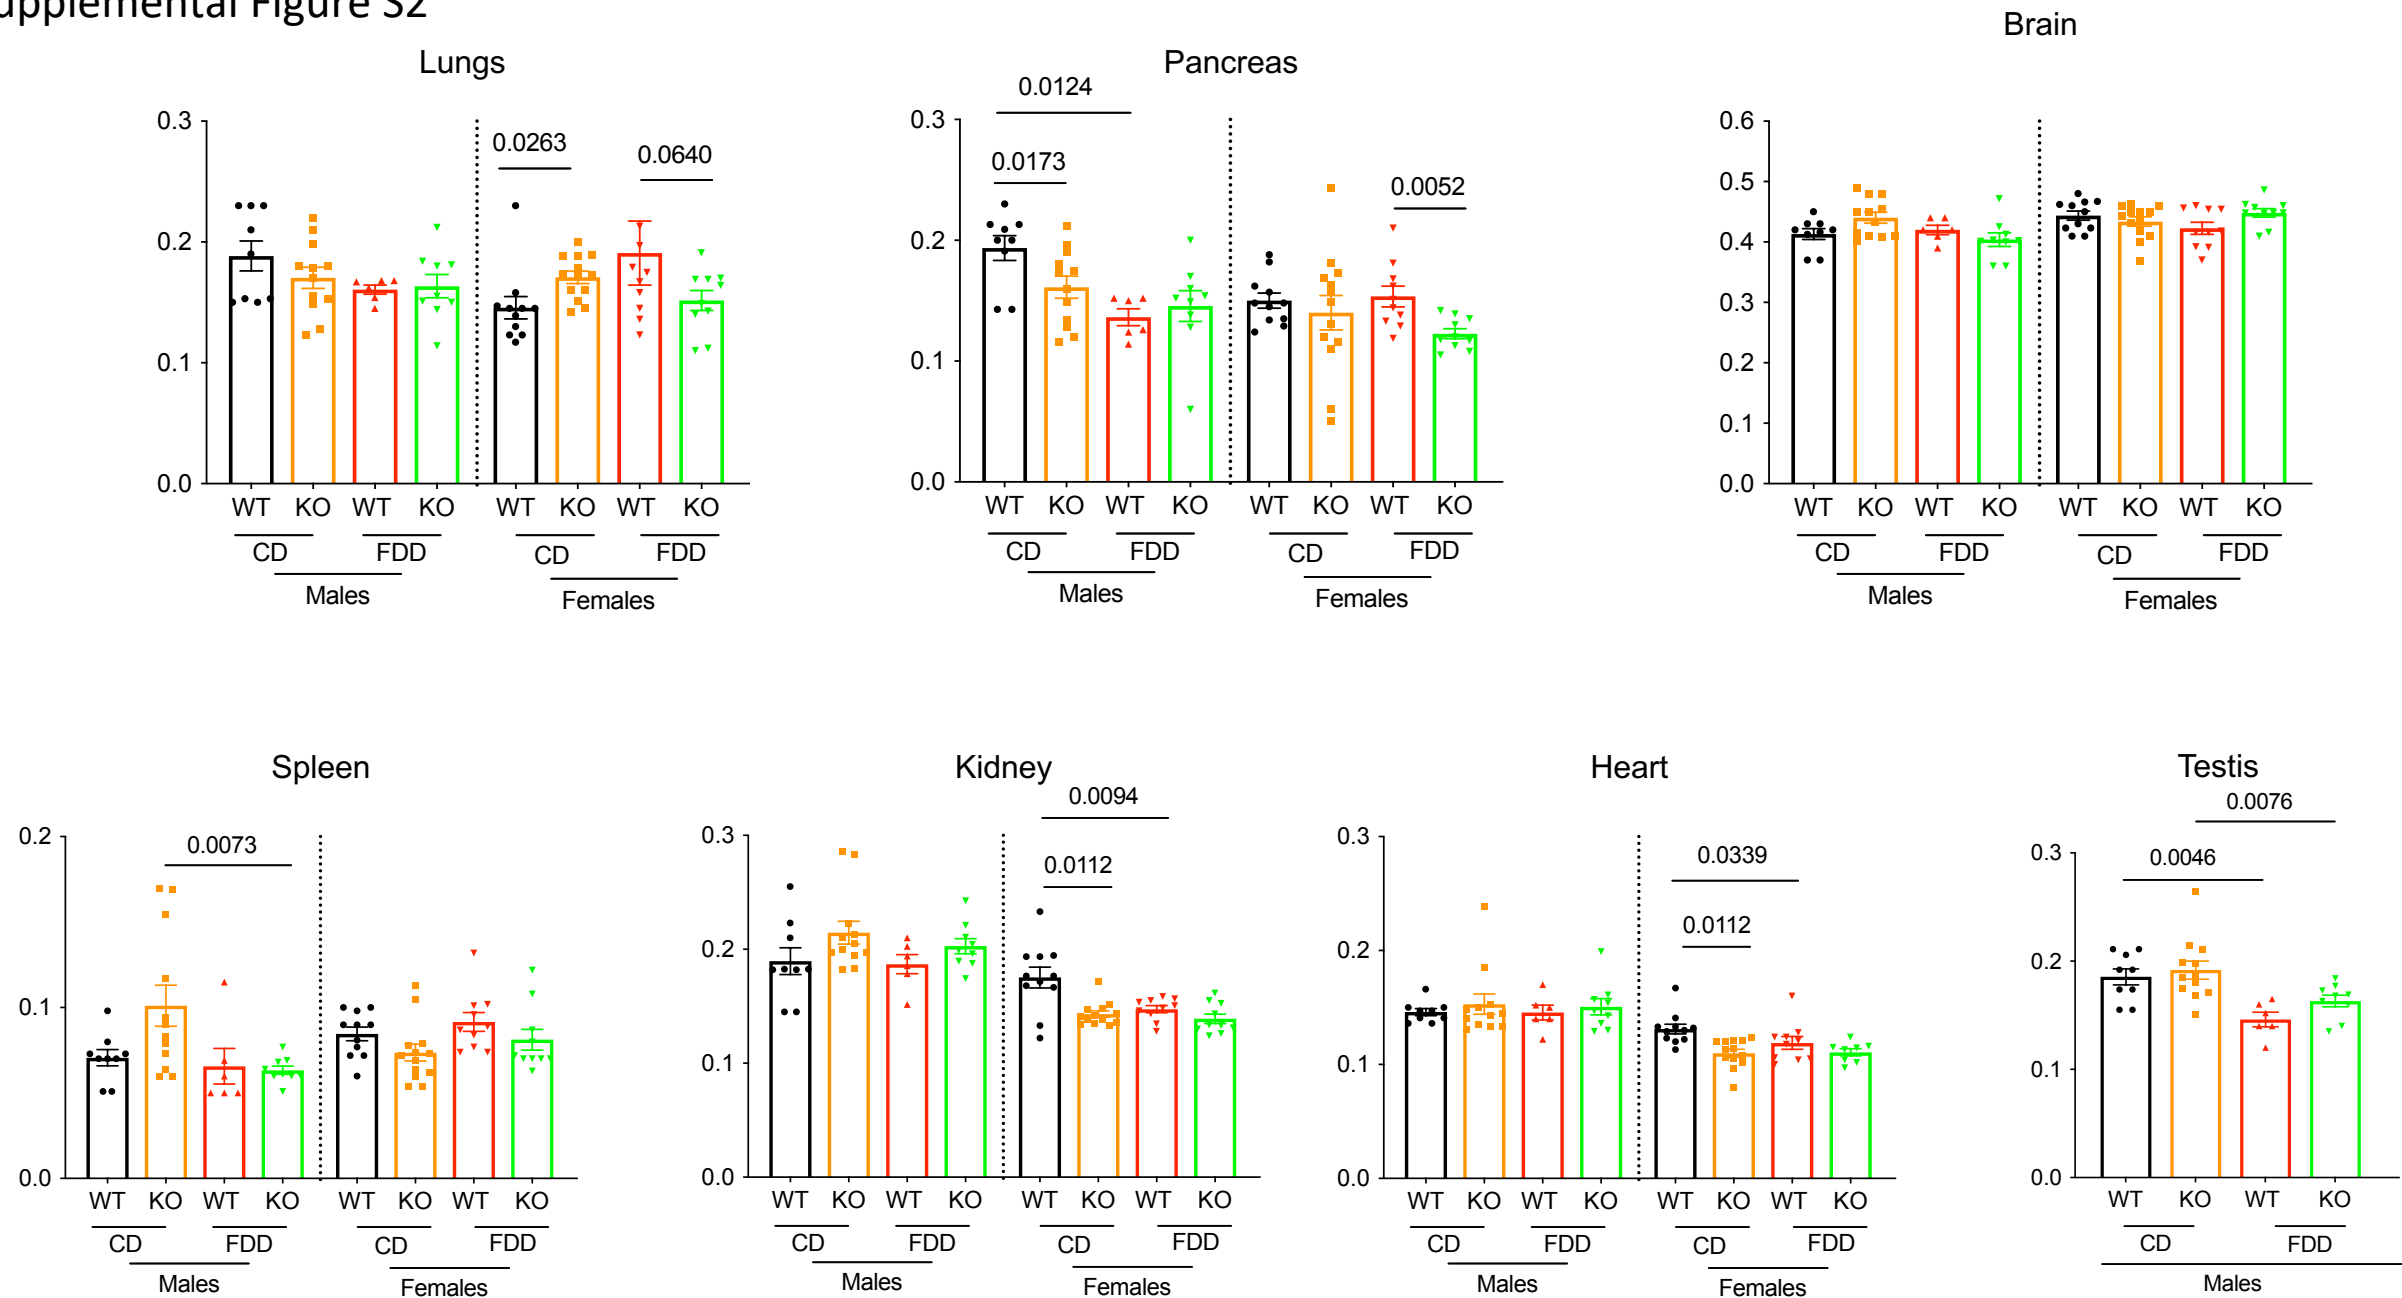 upplemental Figure S2
Lungs
0.3
0.2
0.1
0.0
0.0263
0.0640
WT KO WT KO WT KO WT KO
CD FDD CD FDD
Males Females
Pancreas
0.0124
0.3
0.2
0.1
0.0
0.0173
0.0052
WT KO WT KO WT KO WT KO
CD FDD CD FDD
Males Females
Brain
0.6
0.5
0.4
0.3
0.2
0.1
0.0
WT KO WT KO WT KO WT KO
CD FDD CD FDD
Males Females
Spleen
0.2
0.1
0.0
0.0073
WT KO WT KO WT KO WT KO
CD FDD CD FDD
Males Females
Kidney
0.0094
0.3
0.2
0.1
0.0
0.0112
WT KO WT KO WT KO WT KO
CD FDD CD FDD
Males Females
Heart
0.3
0.2
0.1
0.0
0.0339
0.0112
WT KO WT KO WT KO WT KO
CD FDD CD FDD
Males Females
Testis
0.0076
0.0046
0.3
0.2
0.1
0.0
WT KO WT KO
CD FDD
Males